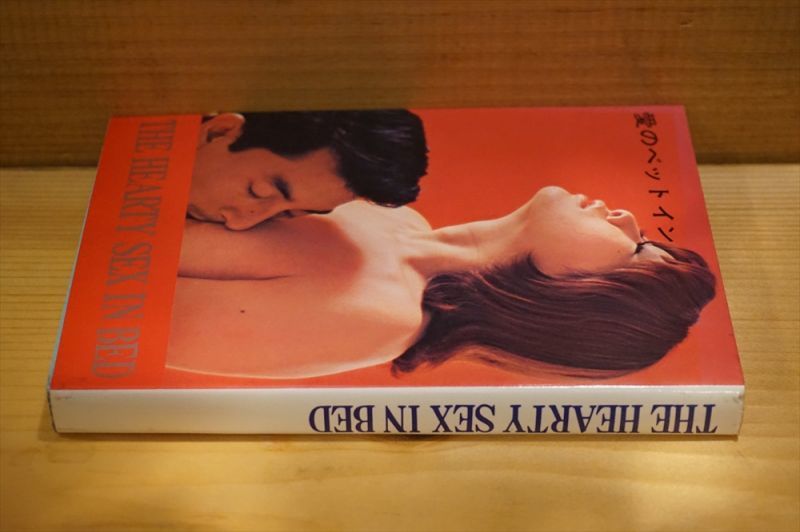 愛のベットイン
THE HEARTY SEX IN BED
THE HEARTY SEX IN BED